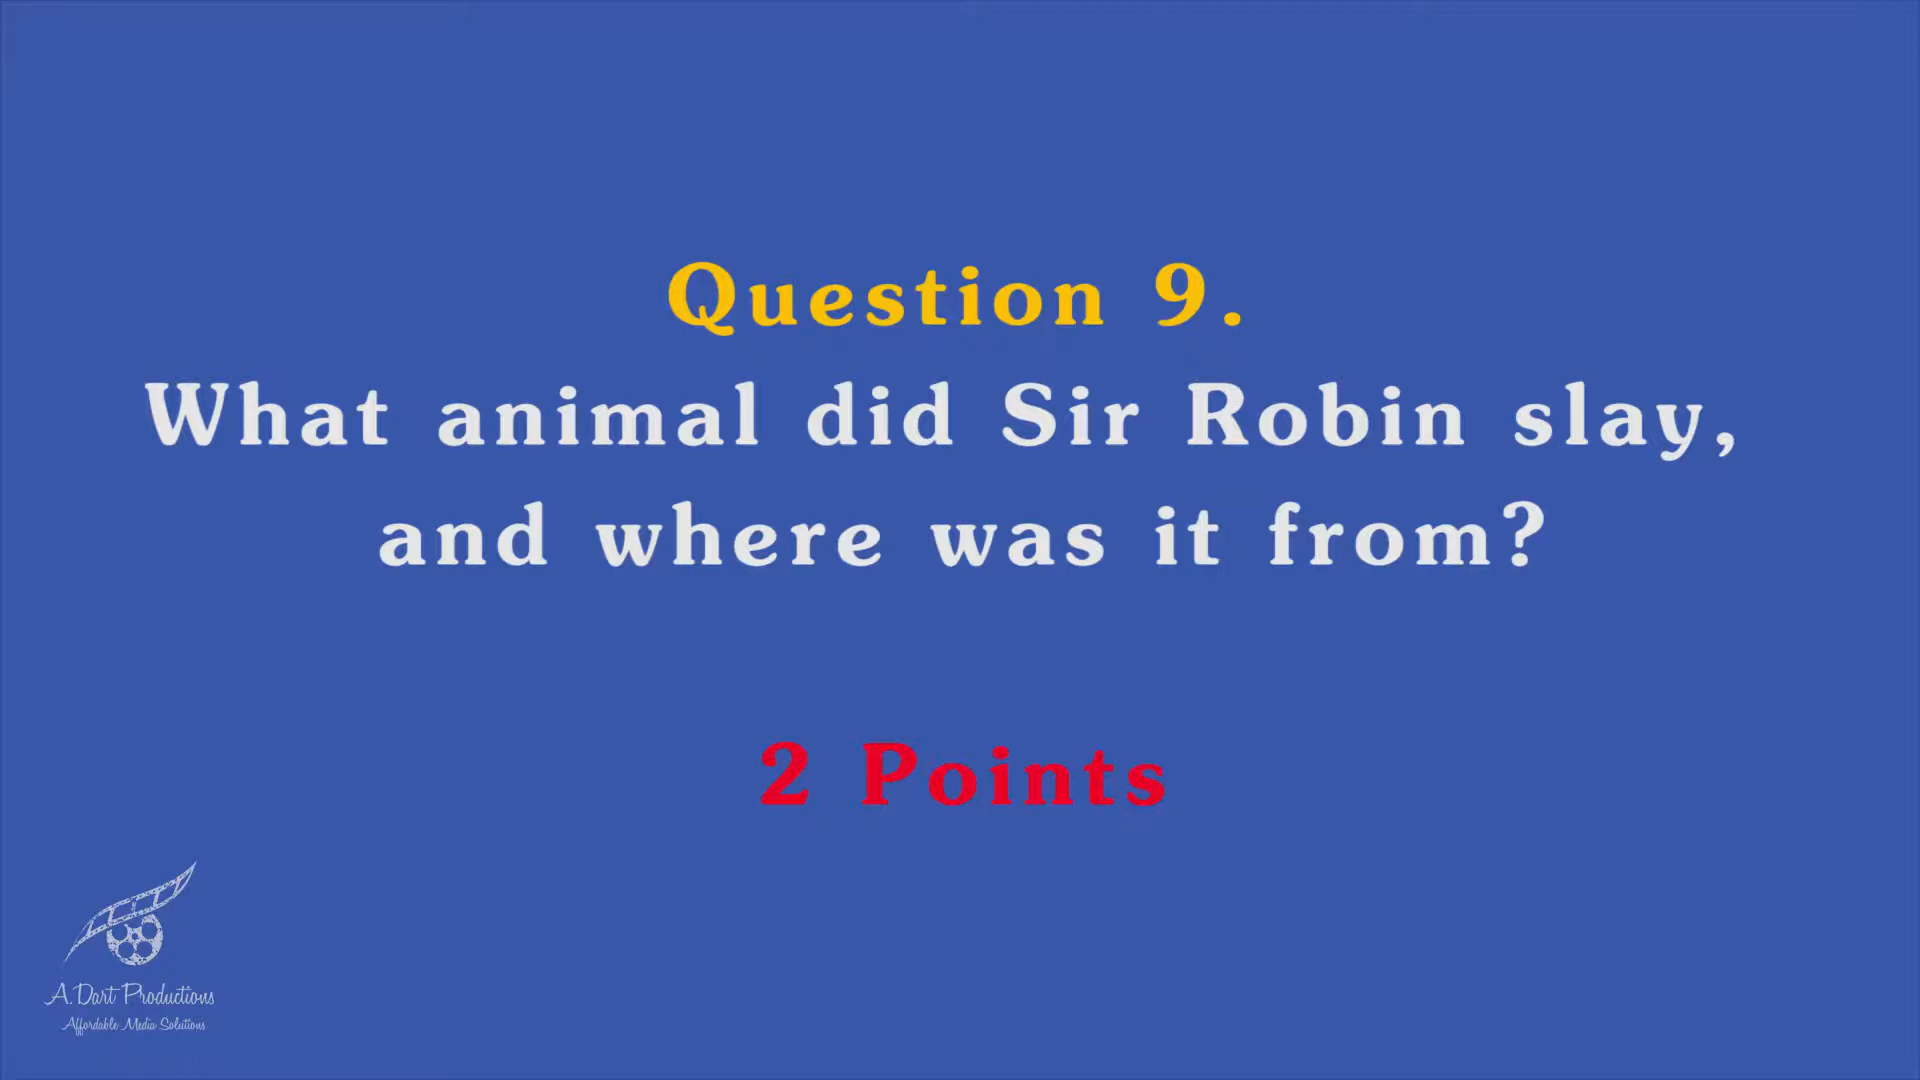 Question 9.
What animal did Sir Robin slay,
and where was it from?
2 Points
A.Dart Productions
Affordable Media Solutions